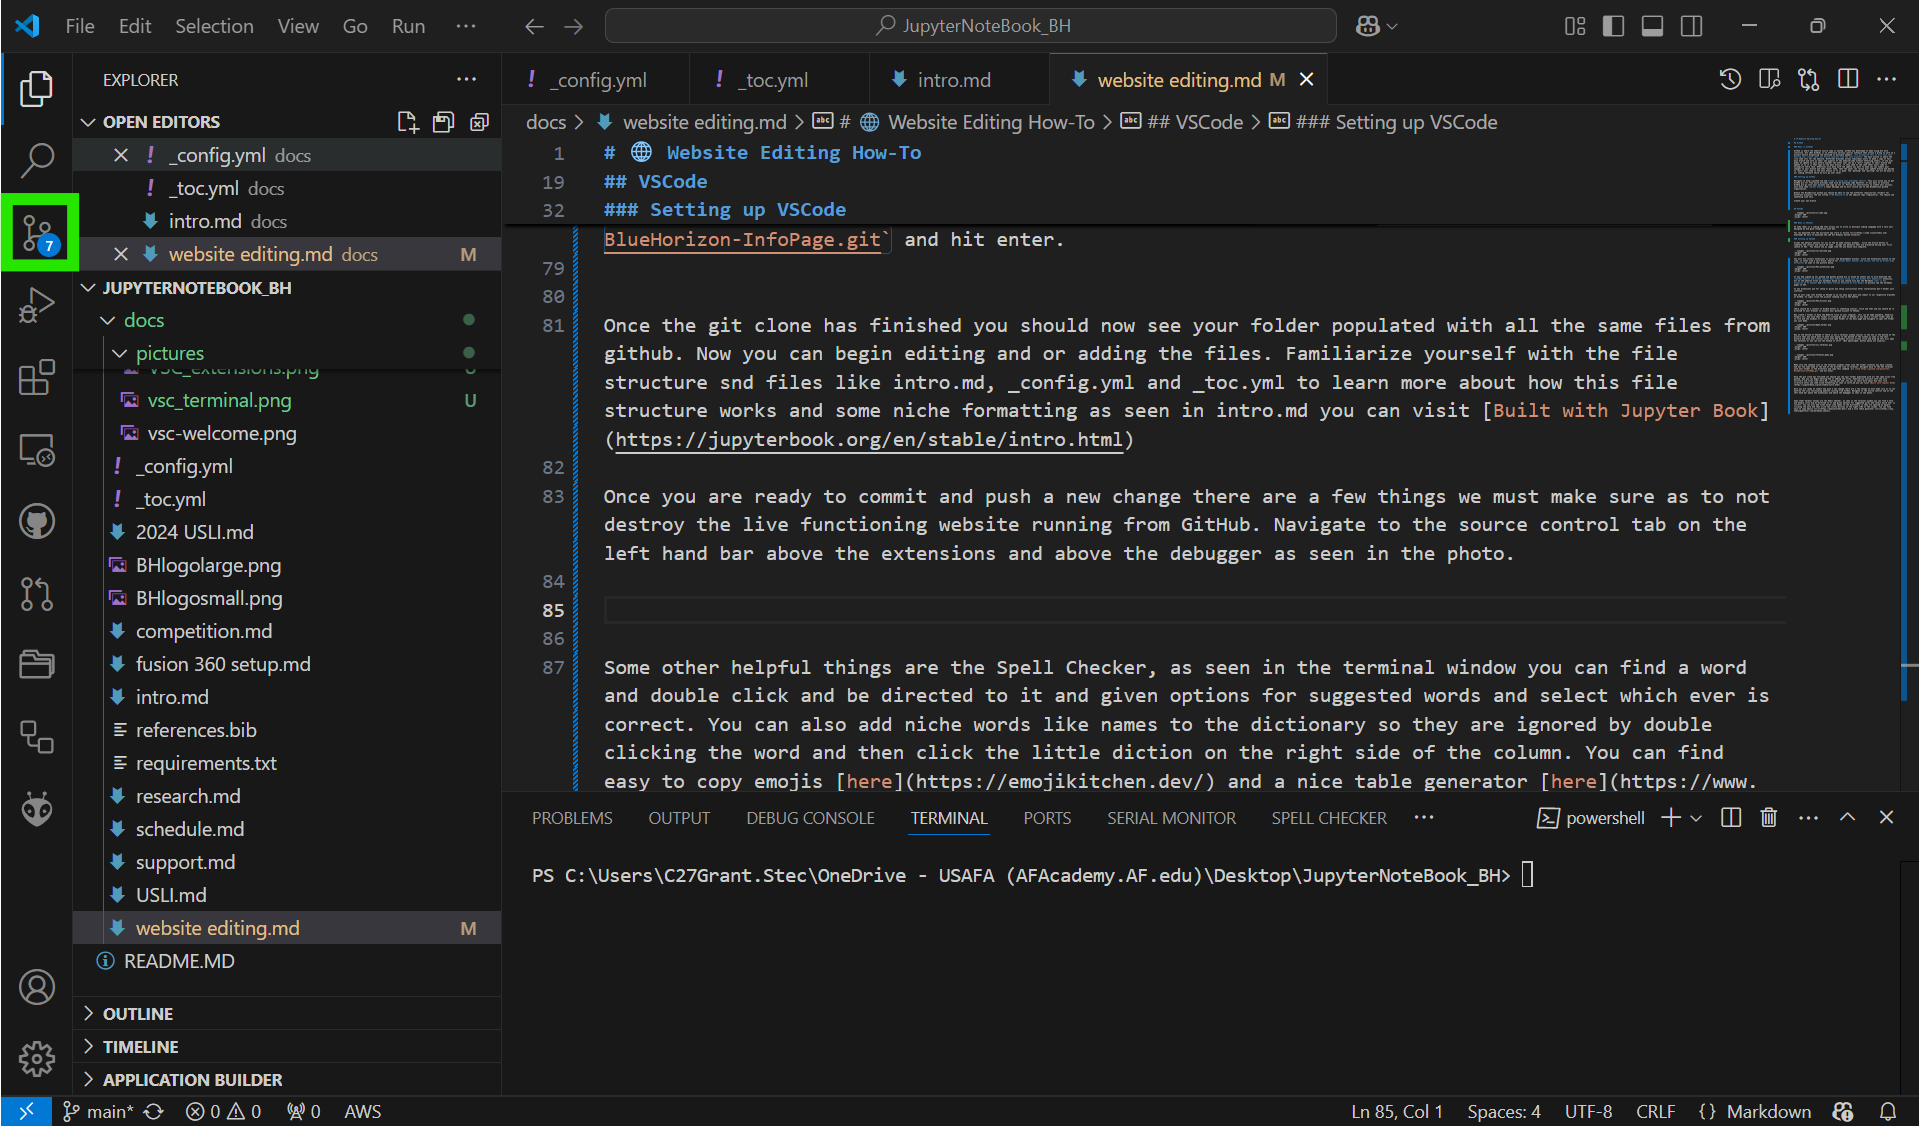 File Edit Selection View Go Run
JupyterNoteBook_BH
EXPLORER
OPEN EDITORS
_config.yml docs
_toc.yml docs
intro.md docs
website editing.md docs M
JUPYTERNOTEBOOK_BH
docs
pictures
VSC_extensions.png U
vsc_terminal.png U
vsc-welcome.png
_config.yml
_toc.yml
2024 USLI.md
BHlogolarge.png
BHlogosmall.png
competition.md
fusion 360 setup.md
intro.md
references.bib
requirements.txt
research.md
schedule.md
support.md
USLI.md
website editing.md M
README.MD
OUTLINE
TIMELINE
APPLICATION BUILDER
7
_config.yml _toc.yml intro.md website editing.md M
docs > website editing.md > # Website Editing How-To > ## VSCode > ### Setting up VSCode
1 # 🌐 Website Editing How-To
19 ## VSCode
32 ### Setting up VSCode
BlueHorizon-InfoPage.git` and hit enter.
79
80
81 Once the git clone has finished you should now see your folder populated with all the same files from
github. Now you can begin editing and or adding the files. Familiarize yourself with the file
structure snd files like intro.md, _config.yml and _toc.yml to learn more about how this file
structure works and some niche formatting as seen in intro.md you can visit [Built with Jupyter Book]
(https://jupyterbook.org/en/stable/intro.html)
82
83 Once you are ready to commit and push a new change there are a few things we must make sure as to not
destroy the live functioning website running from GitHub. Navigate to the source control tab on the
left hand bar above the extensions and above the debugger as seen in the photo.
84
85
86
87 Some other helpful things are the Spell Checker, as seen in the terminal window you can find a word
and double click and be directed to it and given options for suggested words and select which ever is
correct. You can also add niche words like names to the dictionary so they are ignored by double
clicking the word and then click the little diction on the right side of the column. You can find
easy to copy emojis [here](https://emojikitchen.dev/) and a nice table generator [here](https://www.
PROBLEMS OUTPUT DEBUG CONSOLE TERMINAL PORTS SERIAL MONITOR SPELL CHECKER
powershell
PS C:\Users\C27Grant.Stec\OneDrive - USAFA (AFAcademy.AF.edu)\Desktop\JupyterNoteBook_BH>
main* 0 0 0 AWS
Ln 85, Col 1 Spaces: 4 UTF-8 CRLF {} Markdown